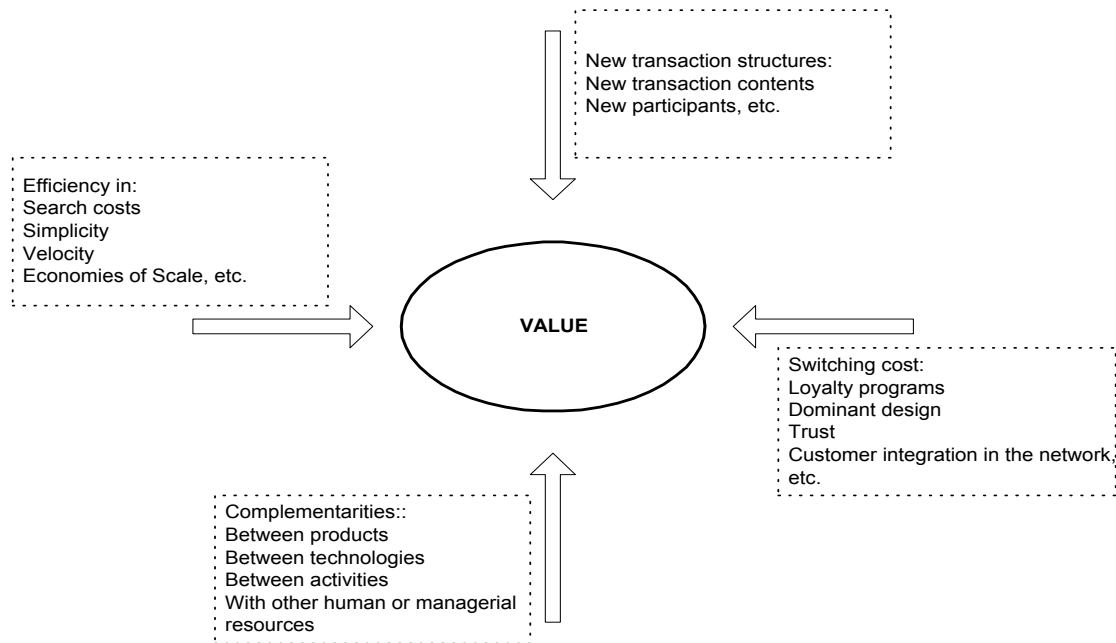 New transaction structures:
New transaction contents
New participants, etc.
Efficiency in:
Search costs
Simplicity
Velocity
Economies of Scale, etc.
VALUE
Switching cost:
Loyalty programs
Dominant design
Trust
Customer integration in the network,
etc.
Complementarities::
Between products
Between technologies
Between activities
With other human or managerial
resources